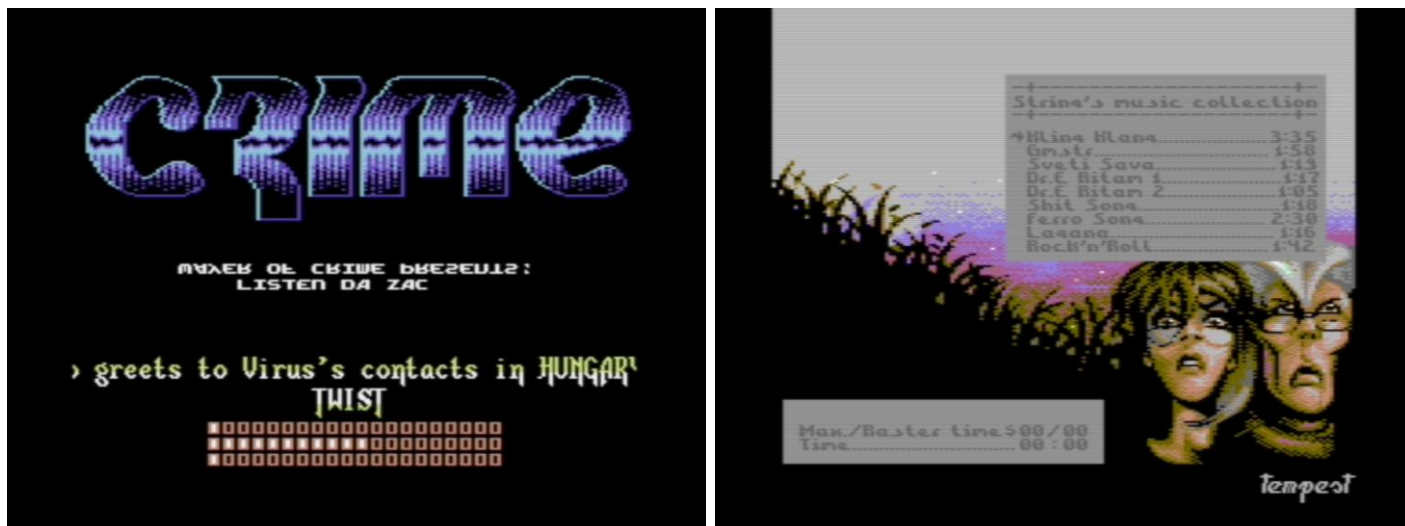 CRIME
MAYER OF CRIME PRESENTS:
LISTEN DA ZAC
greets to Virus's contacts in HUNGARY
TWIST
String's music collection
Kling Klang 3:35
Gmstr 1:58
Sveti Sava 1:13
Dr.E Ritam 1 1:17
Dr.E Ritam 2 1:05
Shit Song 1:18
Ferro Song 2:30
Lagana 1:16
Rock'n'Roll 1:42
Max./Raster time $00/00
Time 00:00
tempest